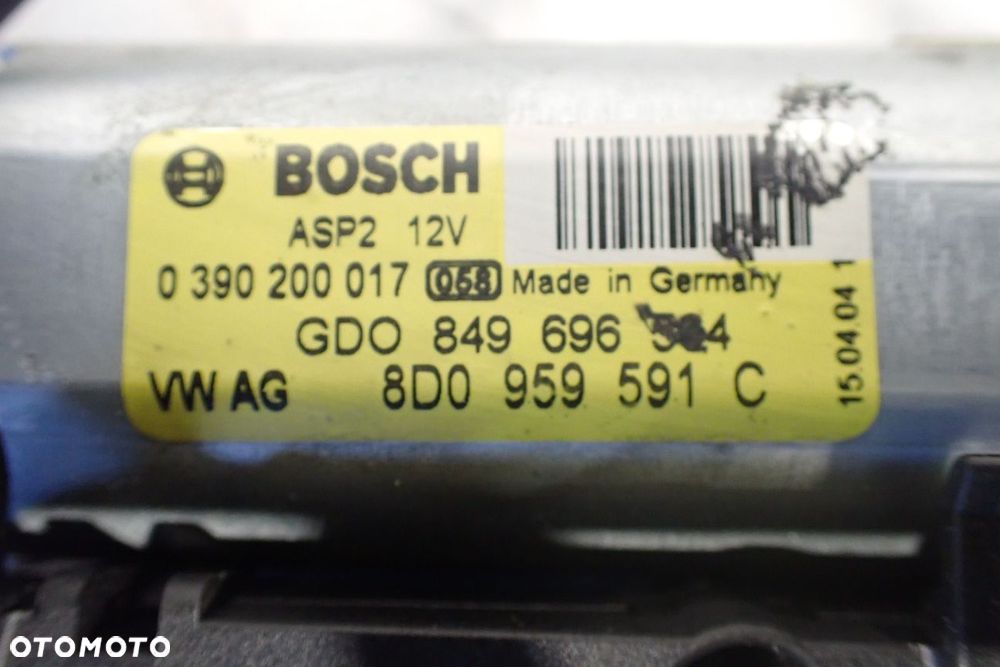 BOSCH
ASP2 12V
0 390 200 017 058 Made in Germany
GDO 849 696
VW AG 8D0 959 591 C
15.04.04 1
OTOMOTO